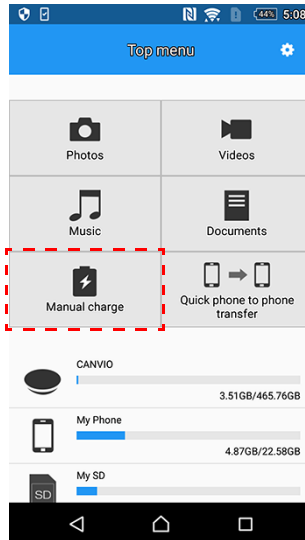 44% 5:08
Top menu
Photos
Videos
Music
Documents
Manual charge
Quick phone to phone
transfer
CANVIO
3.51GB/465.76GB
My Phone
4.87GB/22.58GB
My SD
SD